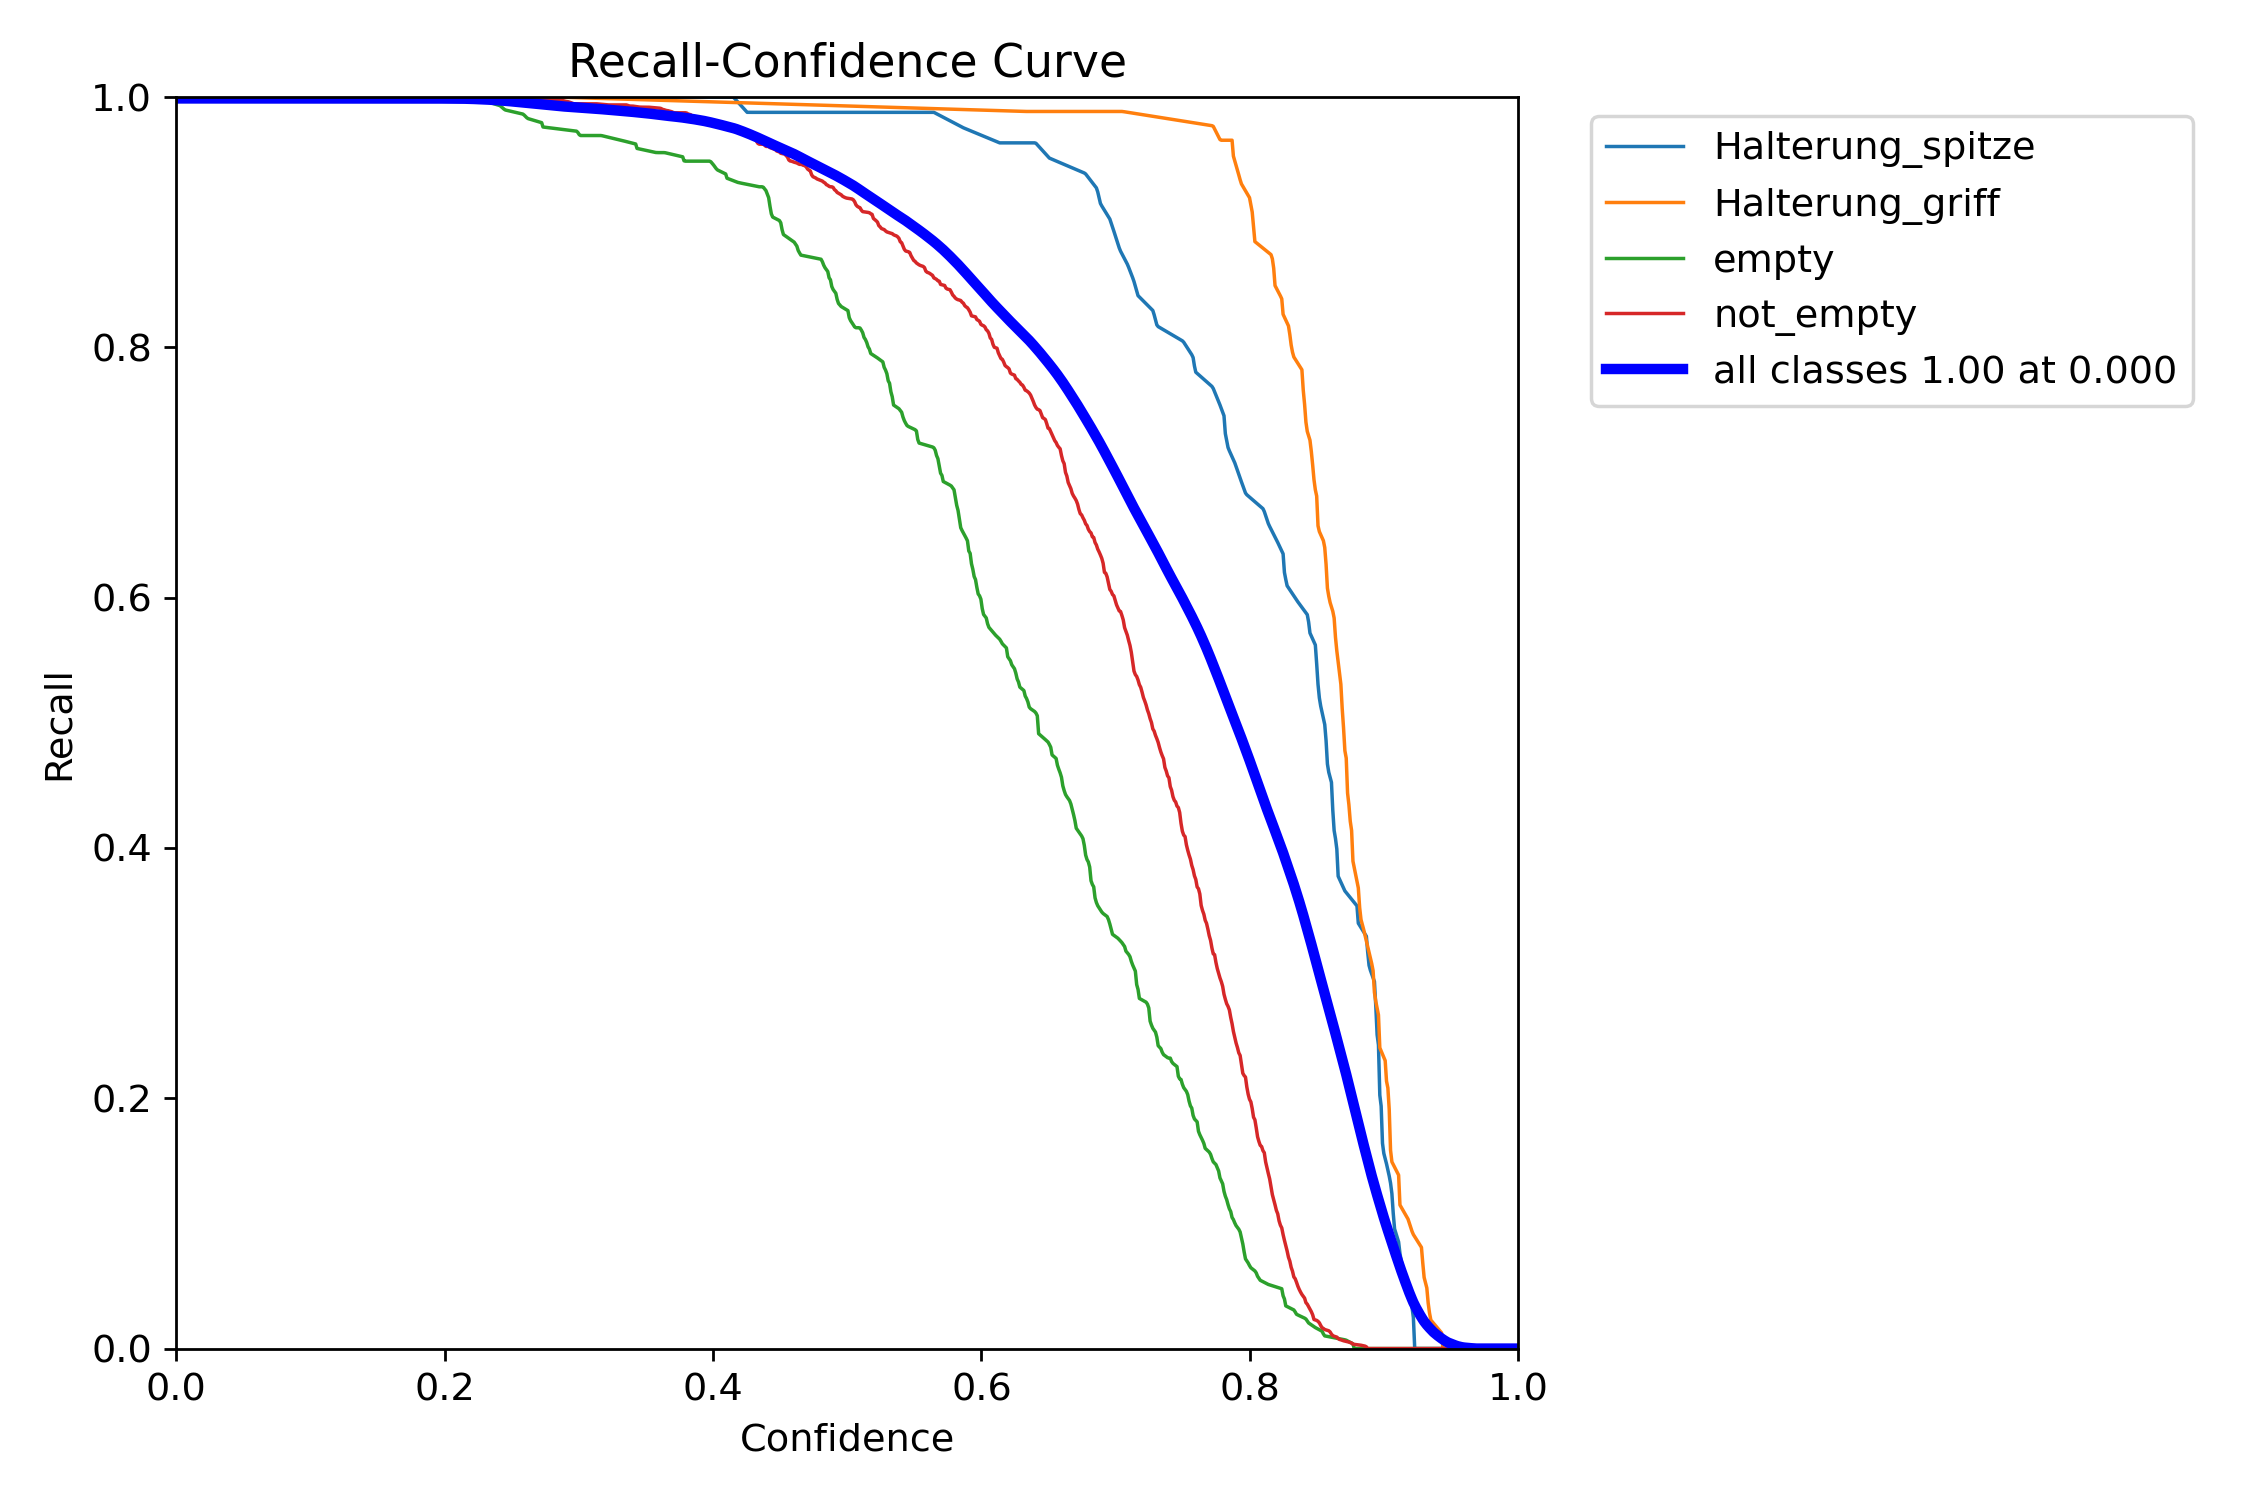 Recall-Confidence Curve
1.0
0.8
0.6
0.4
0.2
0.0
Recall
0.0 0.2 0.4 0.6 0.8 1.0
Confidence
Halterung_spitze
Halterung_griff
empty
not_empty
all classes 1.00 at 0.000